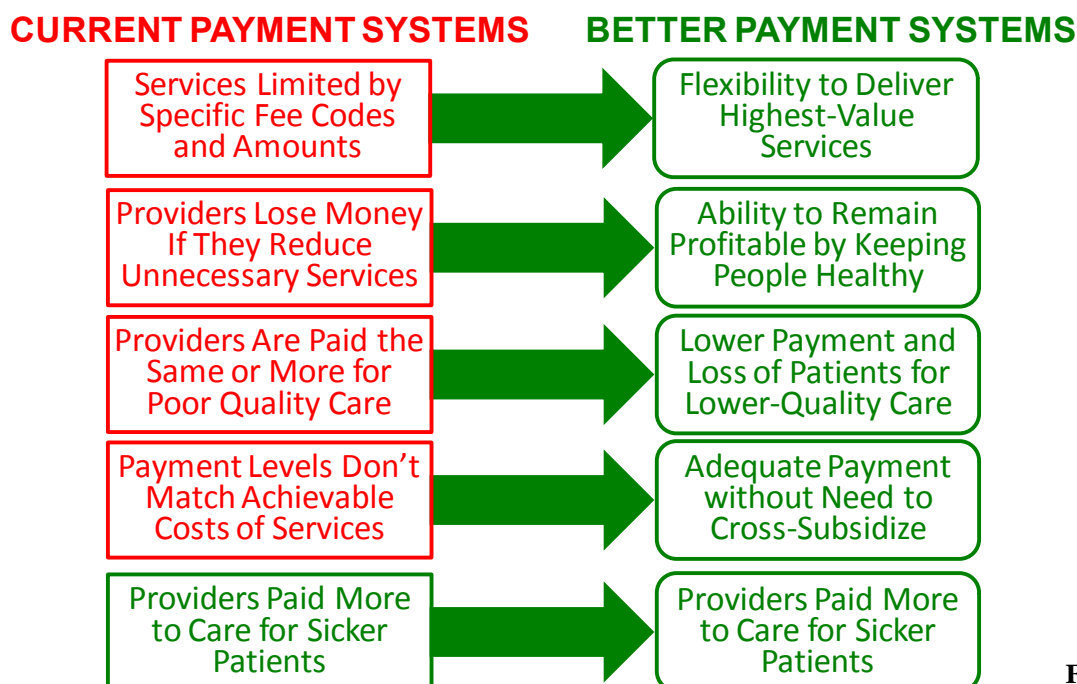 CURRENT PAYMENT SYSTEMS
BETTER PAYMENT SYSTEMS
Services Limited by
Specific Fee Codes
and Amounts
Flexibility to Deliver
Highest-Value
Services
Providers Lose Money
If They Reduce
Unnecessary Services
Ability to Remain
Profitable by Keeping
People Healthy
Providers Are Paid the
Same or More for
Poor Quality Care
Lower Payment and
Loss of Patients for
Lower-Quality Care
Payment Levels Don’t
Match Achievable
Costs of Services
Adequate Payment
without Need to
Cross-Subsidize
Providers Paid More
to Care for Sicker
Patients
Providers Paid More
to Care for Sicker
Patients